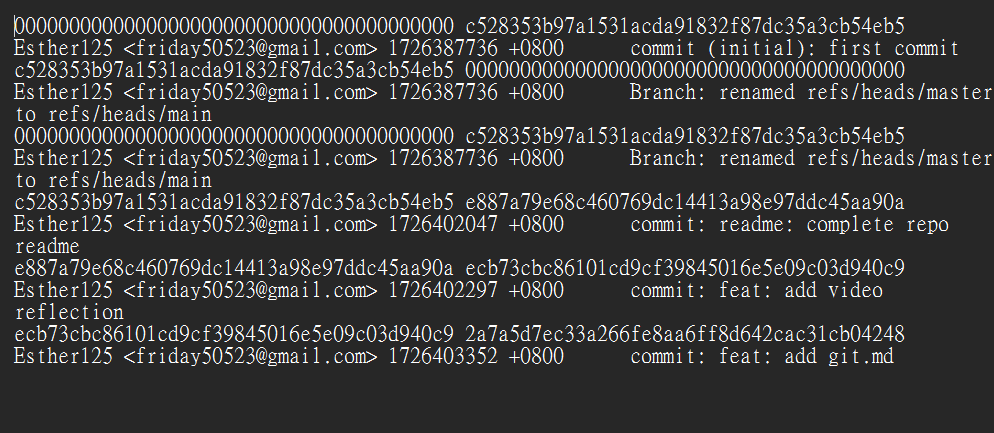 0000000000000000000000000000000000000000 c528353b97a1531acda91832f87dc35a3cb54eb5
Esther125 <friday50523@gmail.com> 1726387736 +0800	commit (initial): first commit
c528353b97a1531acda91832f87dc35a3cb54eb5 0000000000000000000000000000000000000000
Esther125 <friday50523@gmail.com> 1726387736 +0800	Branch: renamed refs/heads/master
to refs/heads/main
0000000000000000000000000000000000000000 c528353b97a1531acda91832f87dc35a3cb54eb5
Esther125 <friday50523@gmail.com> 1726387736 +0800	Branch: renamed refs/heads/master
to refs/heads/main
c528353b97a1531acda91832f87dc35a3cb54eb5 e887a79e68c460769dc14413a98e97ddc45aa90a
Esther125 <friday50523@gmail.com> 1726402047 +0800	commit: readme: complete repo
readme
e887a79e68c460769dc14413a98e97ddc45aa90a ecb73cbc86101cd9cf39845016e5e09c03d940c9
Esther125 <friday50523@gmail.com> 1726402297 +0800	commit: feat: add video
reflection
ecb73cbc86101cd9cf39845016e5e09c03d940c9 2a7a5d7ec33a266fe8aa6ff8d642cac31cb04248
Esther125 <friday50523@gmail.com> 1726403352 +0800	commit: feat: add git.md